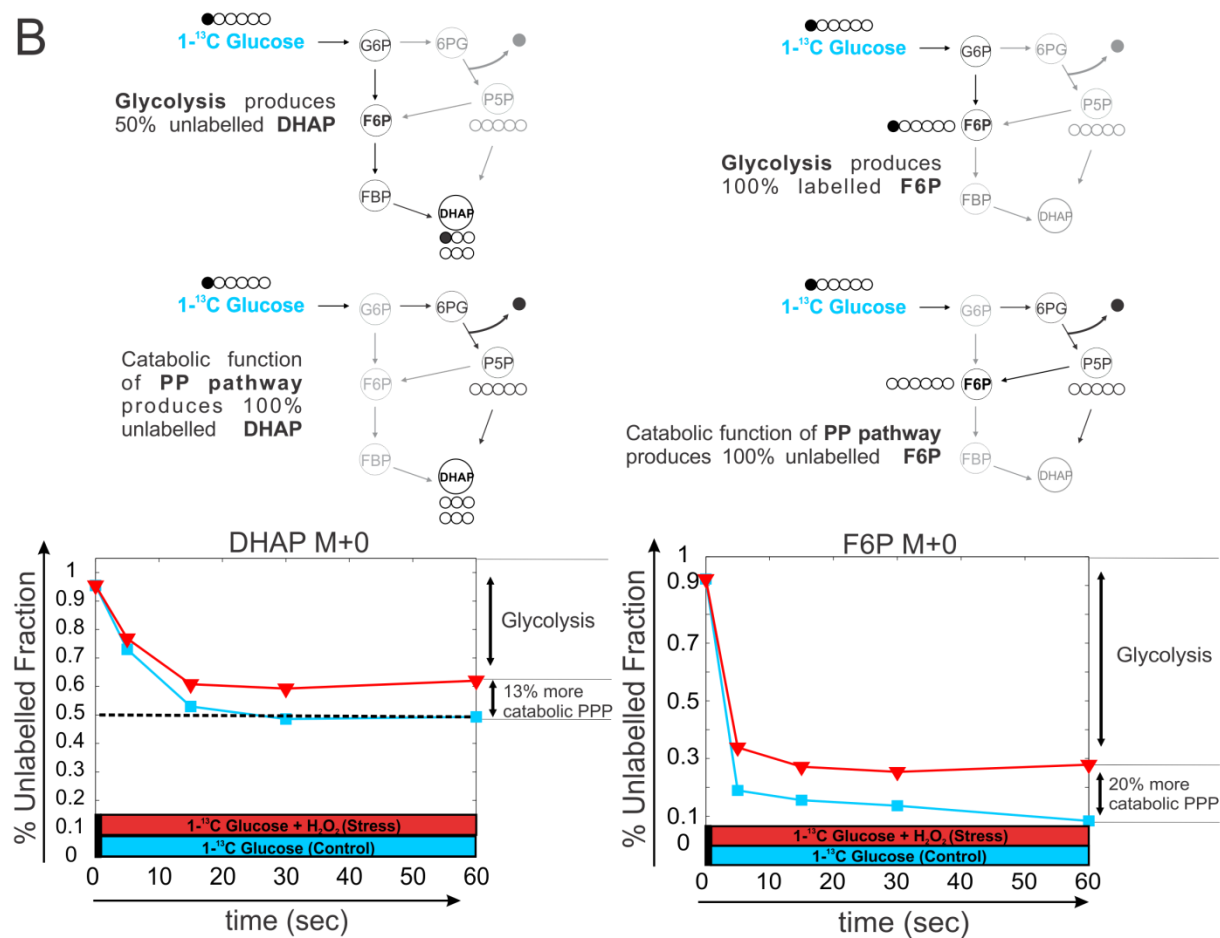 B
1-¹³C Glucose
G6P
6PG
P5P
Glycolysis produces
50% unlabelled DHAP
F6P
FBP
DHAP
1-¹³C Glucose
G6P
6PG
P5P
F6P
Glycolysis produces
100% labelled F6P
FBP
DHAP
1-¹³C Glucose
G6P
6PG
P5P
Catabolic function
of PP pathway
produces 100%
unlabelled DHAP
F6P
FBP
DHAP
1-¹³C Glucose
G6P
6PG
P5P
F6P
Catabolic function of PP pathway
produces 100% unlabelled F6P
FBP
DHAP
DHAP M+0
% Unlabelled Fraction
1
0.9
0.8
0.7
0.6
0.5
0.4
0.3
0.2
0.1
0
Glycolysis
13% more
catabolic PPP
1-¹³C Glucose + H₂O₂ (Stress)
1-¹³C Glucose (Control)
0 10 20 30 40 50 60
time (sec)
F6P M+0
% Unlabelled Fraction
1
0.9
0.7
0.5
0.3
0.1
0
10 20 30 40 50 60
Glycolysis
20% more
catabolic PPP
1-¹³C Glucose + H₂O₂ (Stress)
1-¹³C Glucose (Control)
0 10 20 30 40 50 60
time (sec)